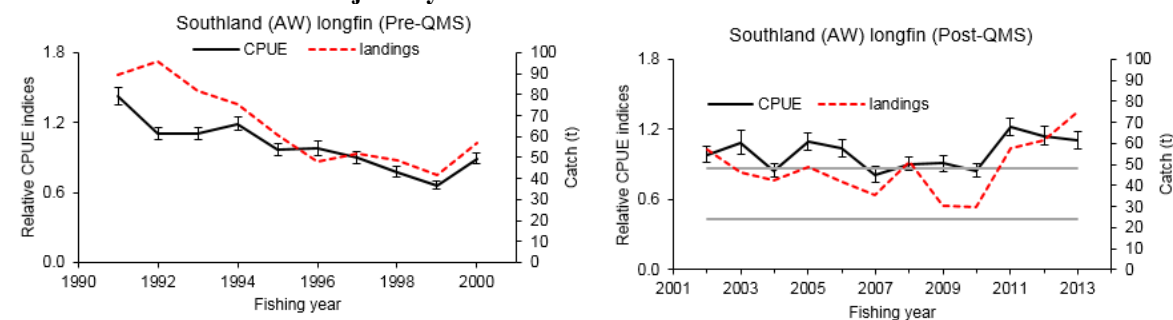 Southland (AW) longfin (Pre-QMS)
CPUE landings
Relative CPUE indices
1.8
1.2
0.6
0.0
100
90
80
70
60
50
40
30
20
10
0
Catch (t)
1990 1992 1994 1996 1998 2000
Fishing year
Southland (AW) longfin (Post-QMS)
CPUE landings
Relative CPUE indices
1.8
1.2
0.6
0.0
100
90
80
70
60
50
40
30
20
10
0
Catch (t)
2001 2003 2005 2007 2009 2011 2013
Fishing year